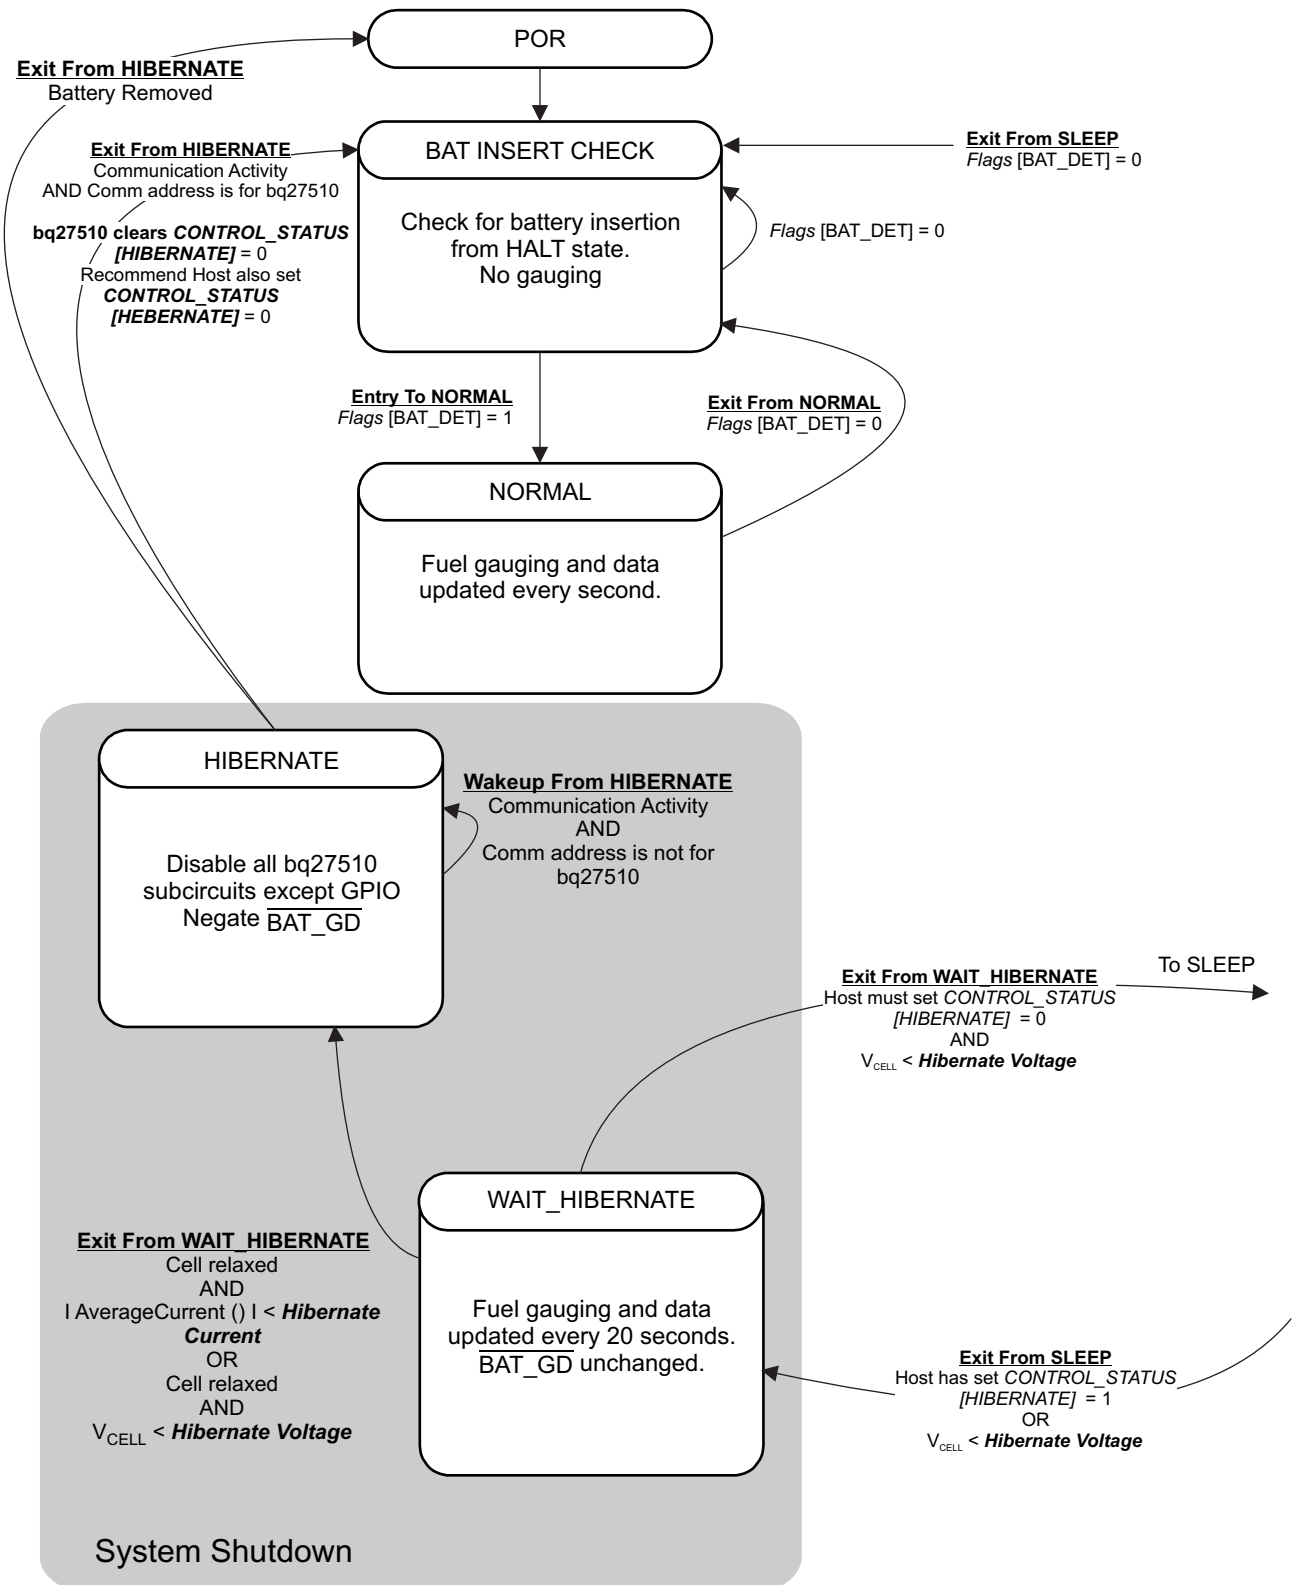 POR
Exit From HIBERNATE
Battery Removed
Exit From HIBERNATE
Communication Activity
AND Comm address is for bq27510
bq27510 clears CONTROL_STATUS
[HIBERNATE] = 0
Recommend Host also set
CONTROL_STATUS
[HEBERNATE] = 0
BAT INSERT CHECK
Check for battery insertion
from HALT state.
No gauging
Exit From SLEEP
Flags [BAT_DET] = 0
Flags [BAT_DET] = 0
Entry To NORMAL
Flags [BAT_DET] = 1
Exit From NORMAL
Flags [BAT_DET] = 0
NORMAL
Fuel gauging and data
updated every second.
HIBERNATE
Disable all bq27510
subcircuits except GPIO
Negate BAT_GD
Wakeup From HIBERNATE
Communication Activity
AND
Comm address is not for
bq27510
Exit From WAIT_HIBERNATE
Host must set CONTROL_STATUS
[HIBERNATE] = 0
AND
VCELL < Hibernate Voltage
To SLEEP
WAIT_HIBERNATE
Fuel gauging and data
updated every 20 seconds.
BAT_GD unchanged.
Exit From WAIT_HIBERNATE
Cell relaxed
AND
I AverageCurrent () I < Hibernate
Current
OR
Cell relaxed
AND
VCELL < Hibernate Voltage
Exit From SLEEP
Host has set CONTROL_STATUS
[HIBERNATE] = 1
OR
VCELL < Hibernate Voltage
System Shutdown